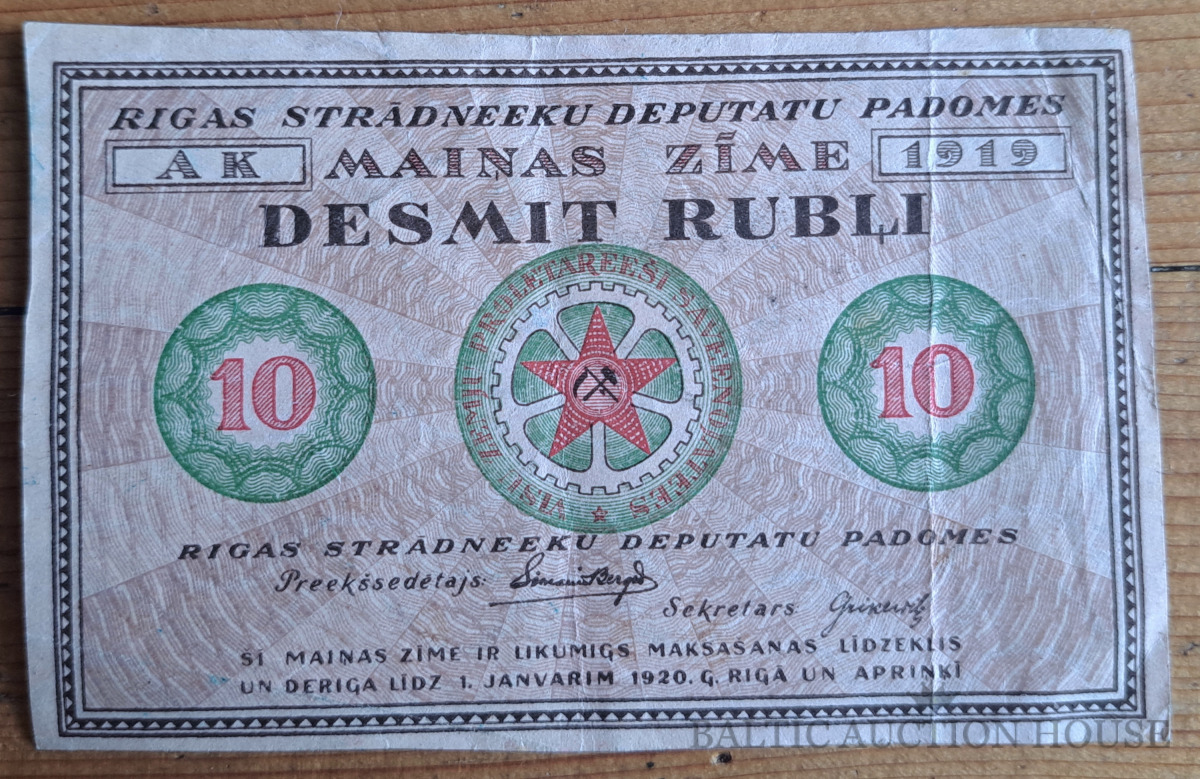 RIGAS STRĀDNEEKU DEPUTATU PADOMES
AK MAIŅAS ZĪME 1919
DESMIT RUBĻI
VISU ZEMJU PROLETAREEŠI SAVEENOJATEES
10 10
RIGAS STRĀDNEEKU DEPUTATU PADOMES
Preekšsedētajs:
Sekretars
ŠĪ MAIŅAS ZĪME IR LIKUMIGS MAKSAŠANAS LĪDZEKLIS
UN DERIGA LĪDZ 1. JANVARIM 1920. G. RIGĀ UN APRIŅĶĪ
BALTIC AUCTION HOUSE